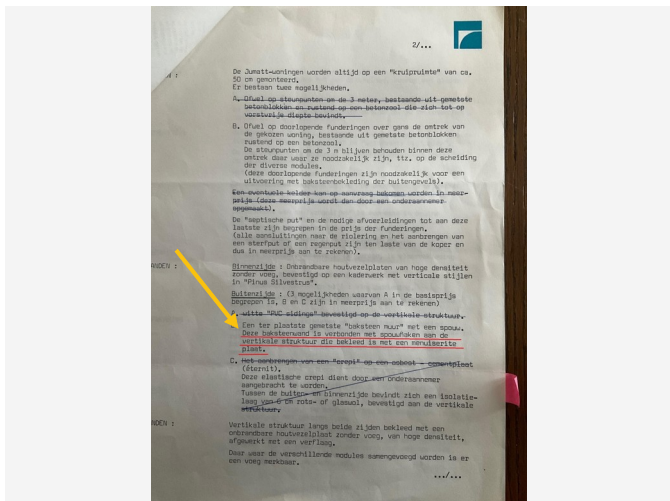 2/...
N :
De Jumatt-woningen worden altijd op een "kruipruimte" van ca.
50 cm gemonteerd.
Er bestaan twee mogelijkheden.
A. Ofwel op steunpunten om de 3 meter, bestaande uit gemetste
betonblokken en rustend op een betonzool die zich tot op
vorstvrije diepte bevindt.
B. Ofwel op doorlopende funderingen over gans de omtrek van
de gekozen woning, bestaande uit gemetste betonblokken
rustend op een betonzool.
De steunpunten om de 3 m blijven behouden binnen deze
omtrek daar waar ze noodzakelijk zijn, ttz. op de scheiding
der diverse modules.
(deze doorlopende funderingen zijn noodzakelijk voor een
uitvoering met baksteenbekleding der buitengevels).
Een eventuele kelder kan op aanvraag bekomen worden in meer-
prijs (deze meerprijs wordt dan door een onderaannemer
opgemaakt).
De "septische put" en de nodige afvoerleidingen tot aan deze
laatste zijn begrepen in de prijs der funderingen.
(alle aansluitingen naar de riolering en het aanbrengen van
een sterfput of een regenput zijn ten laste van de koper en
dus in meerprijs aan te rekenen).
ANDEN :
Binnenzijde : Onbrandbare houtvezelplaten van hoge densiteit
zonder voeg, bevestigd op een kaderwerk met verticale stijlen
in "Pinus Silvestrus".
Buitenzijde : (3 mogelijkheden waarvan A in de basisprijs
begrepen is, B en C zijn in meerprijs aan te rekenen)
A. witte "PVC sidings" bevestigd op de vertikale struktuur.
Een ter plaatste gemetste "baksteen muur" met een spouw.
Deze baksteenwand is verbonden met spouwhaken aan de
vertikale struktuur die bekleed is met een menuiserite
plaat.
C. Het aanbrengen van een "crepi" op een asbest - cementplaat
(éternit).
Deze elastische crepi dient door een onderaannemer
aangebracht te worden.
Tussen de buiten- en binnenzijde bevindt zich een isolatie-
laag van 6 cm rots- of glaswol, bevestigd aan de vertikale
struktuur.
NDEN :
Vertikale struktuur langs beide zijden bekleed met een
onbrandbare houtvezelplaat zonder voeg, van hoge densiteit,
afgewerkt met een verflaag.
Daar waar de verschillende modules samengevoegd worden is er
een voeg merkbaar.
.../...